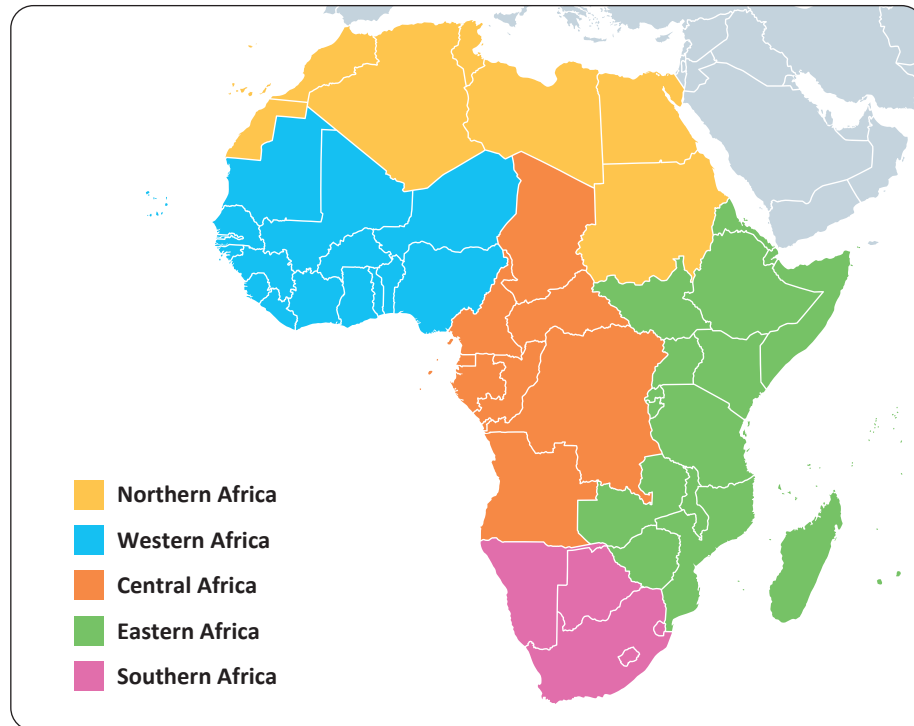 Northern Africa
Western Africa
Central Africa
Eastern Africa
Southern Africa